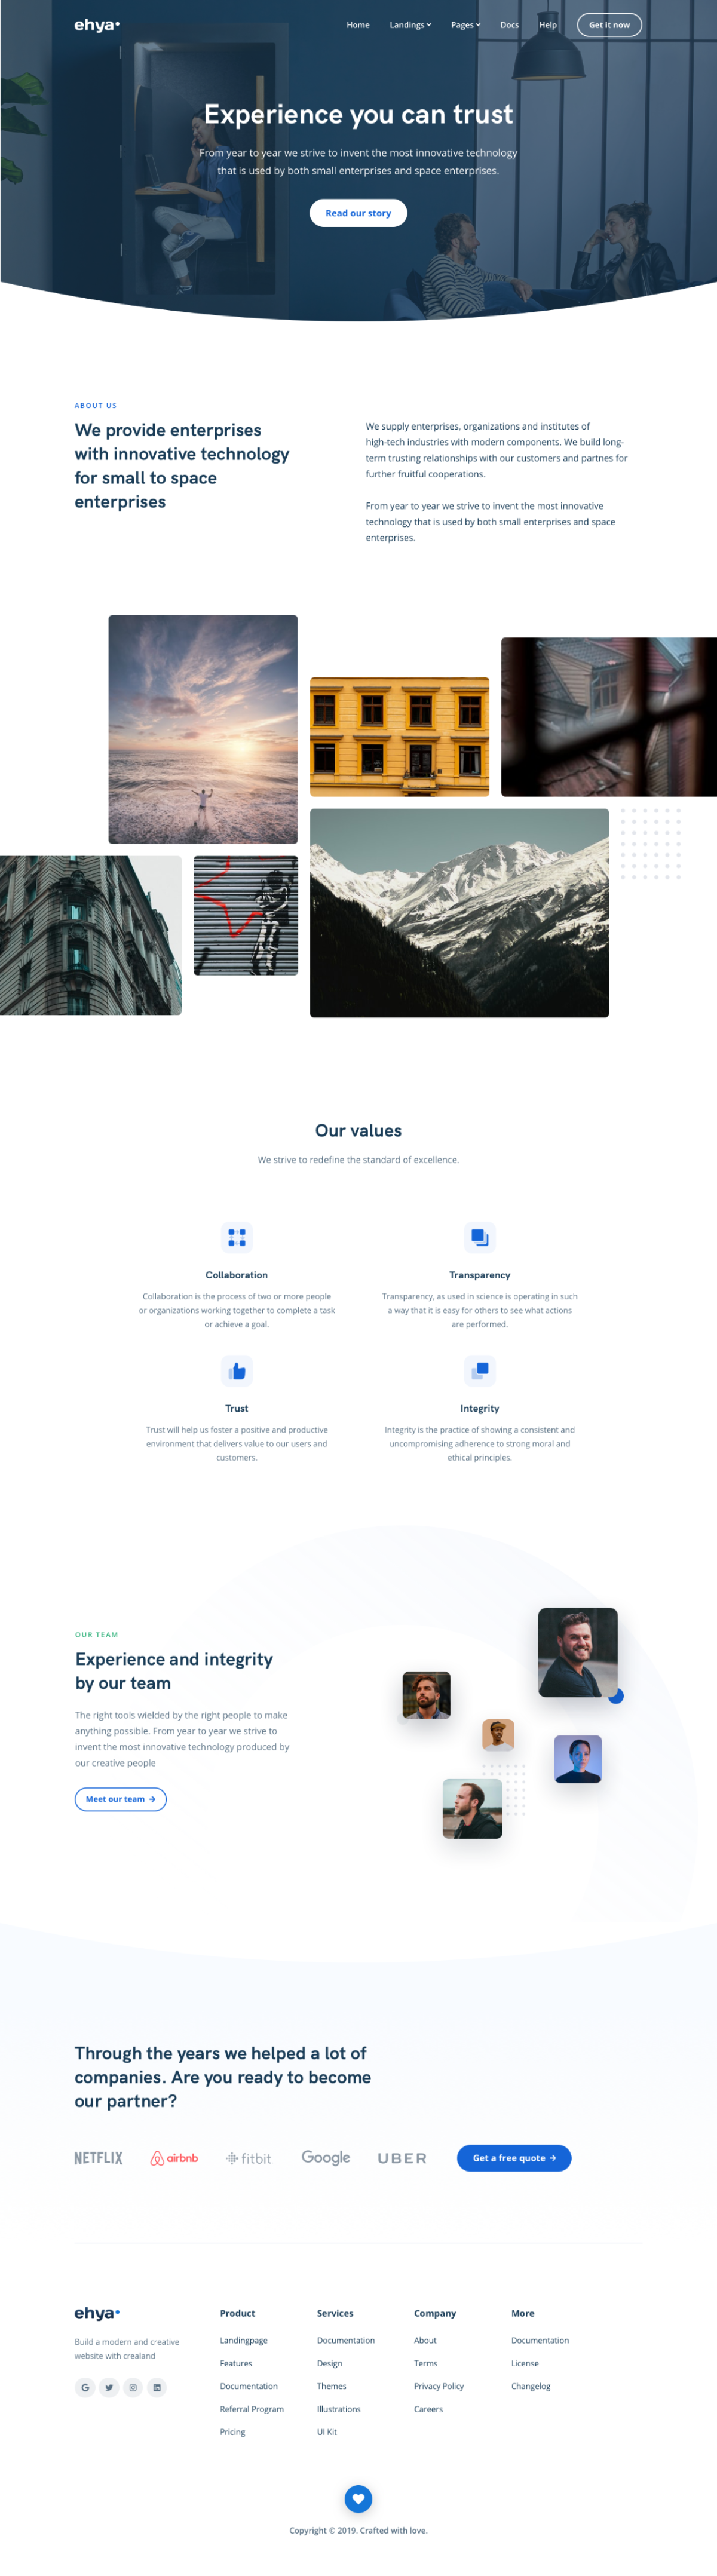 ehya
Home Landings Pages Docs Help Get it now
Experience you can trust
From year to year we strive to invent the most innovative technology
that is used by both small enterprises and space enterprises.
Read our story
ABOUT US
We provide enterprises
with innovative technology
for small to space
enterprises
We supply enterprises, organizations and institutes of
high-tech industries with modern components. We build long-
term trusting relationships with our customers and partnes for
further fruitful cooperations.
From year to year we strive to invent the most innovative
technology that is used by both small enterprises and space
enterprises.
Our values
We strive to redefine the standard of excellence.
Collaboration
Collaboration is the process of two or more people
or organizations working together to complete a task
or achieve a goal.
Transparency
Transparency, as used in science is operating in such
a way that it is easy for others to see what actions
are performed.
Trust
Trust will help us foster a positive and productive
environment that delivers value to our users and
customers.
Integrity
Integrity is the practice of showing a consistent and
uncompromising adherence to strong moral and
ethical principles.
OUR TEAM
Experience and integrity
by our team
The right tools wielded by the right people to make
anything possible. From year to year we strive to
invent the most innovative technology produced by
our creative people
Meet our team →
Through the years we helped a lot of
companies. Are you ready to become
our partner?
NETFLIX airbnb fitbit Google UBER
Get a free quote →
ehya
Build a modern and creative
website with crealand
Product
Landingpage
Features
Documentation
Referral Program
Pricing
Services
Documentation
Design
Themes
Illustrations
UI Kit
Company
About
Terms
Privacy Policy
Careers
More
Documentation
License
Changelog
Copyright © 2019. Crafted with love.